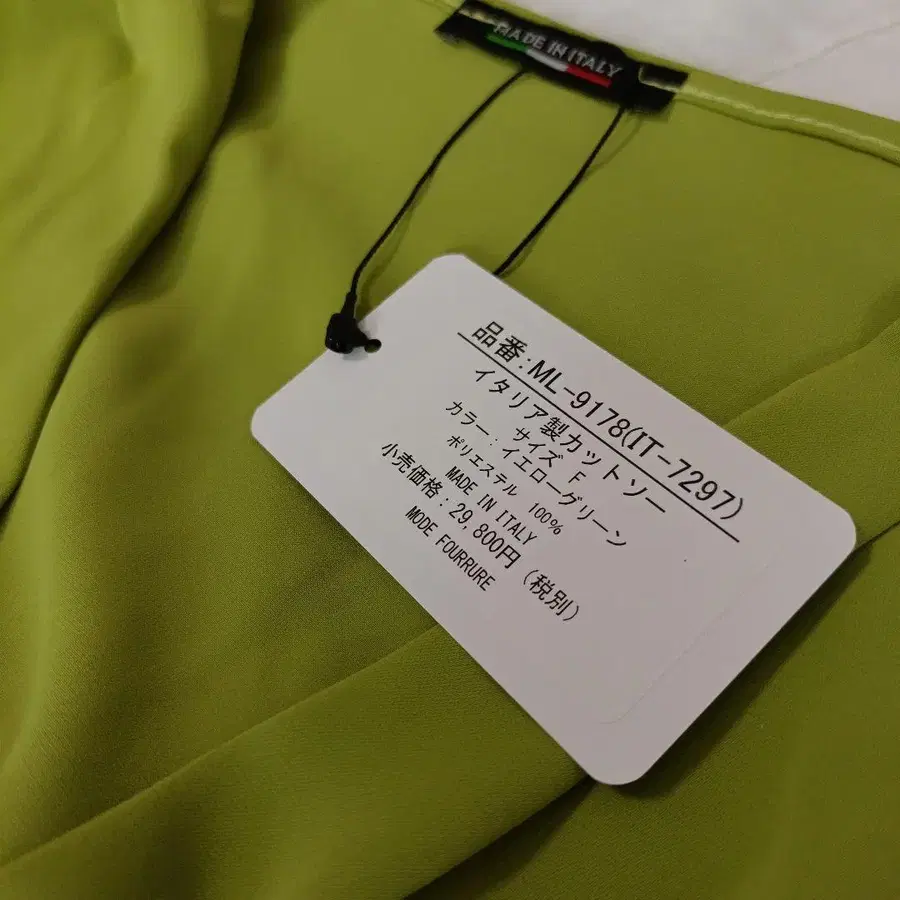 MADE IN ITALY
品番:ML-9178(IT-7297)
イタリア製カットソー
サイズ F
カラー:イエローグリーン
ポリエステル 100%
MADE IN ITALY
小売価格:29,800円(税別)
MODE FOURRURE